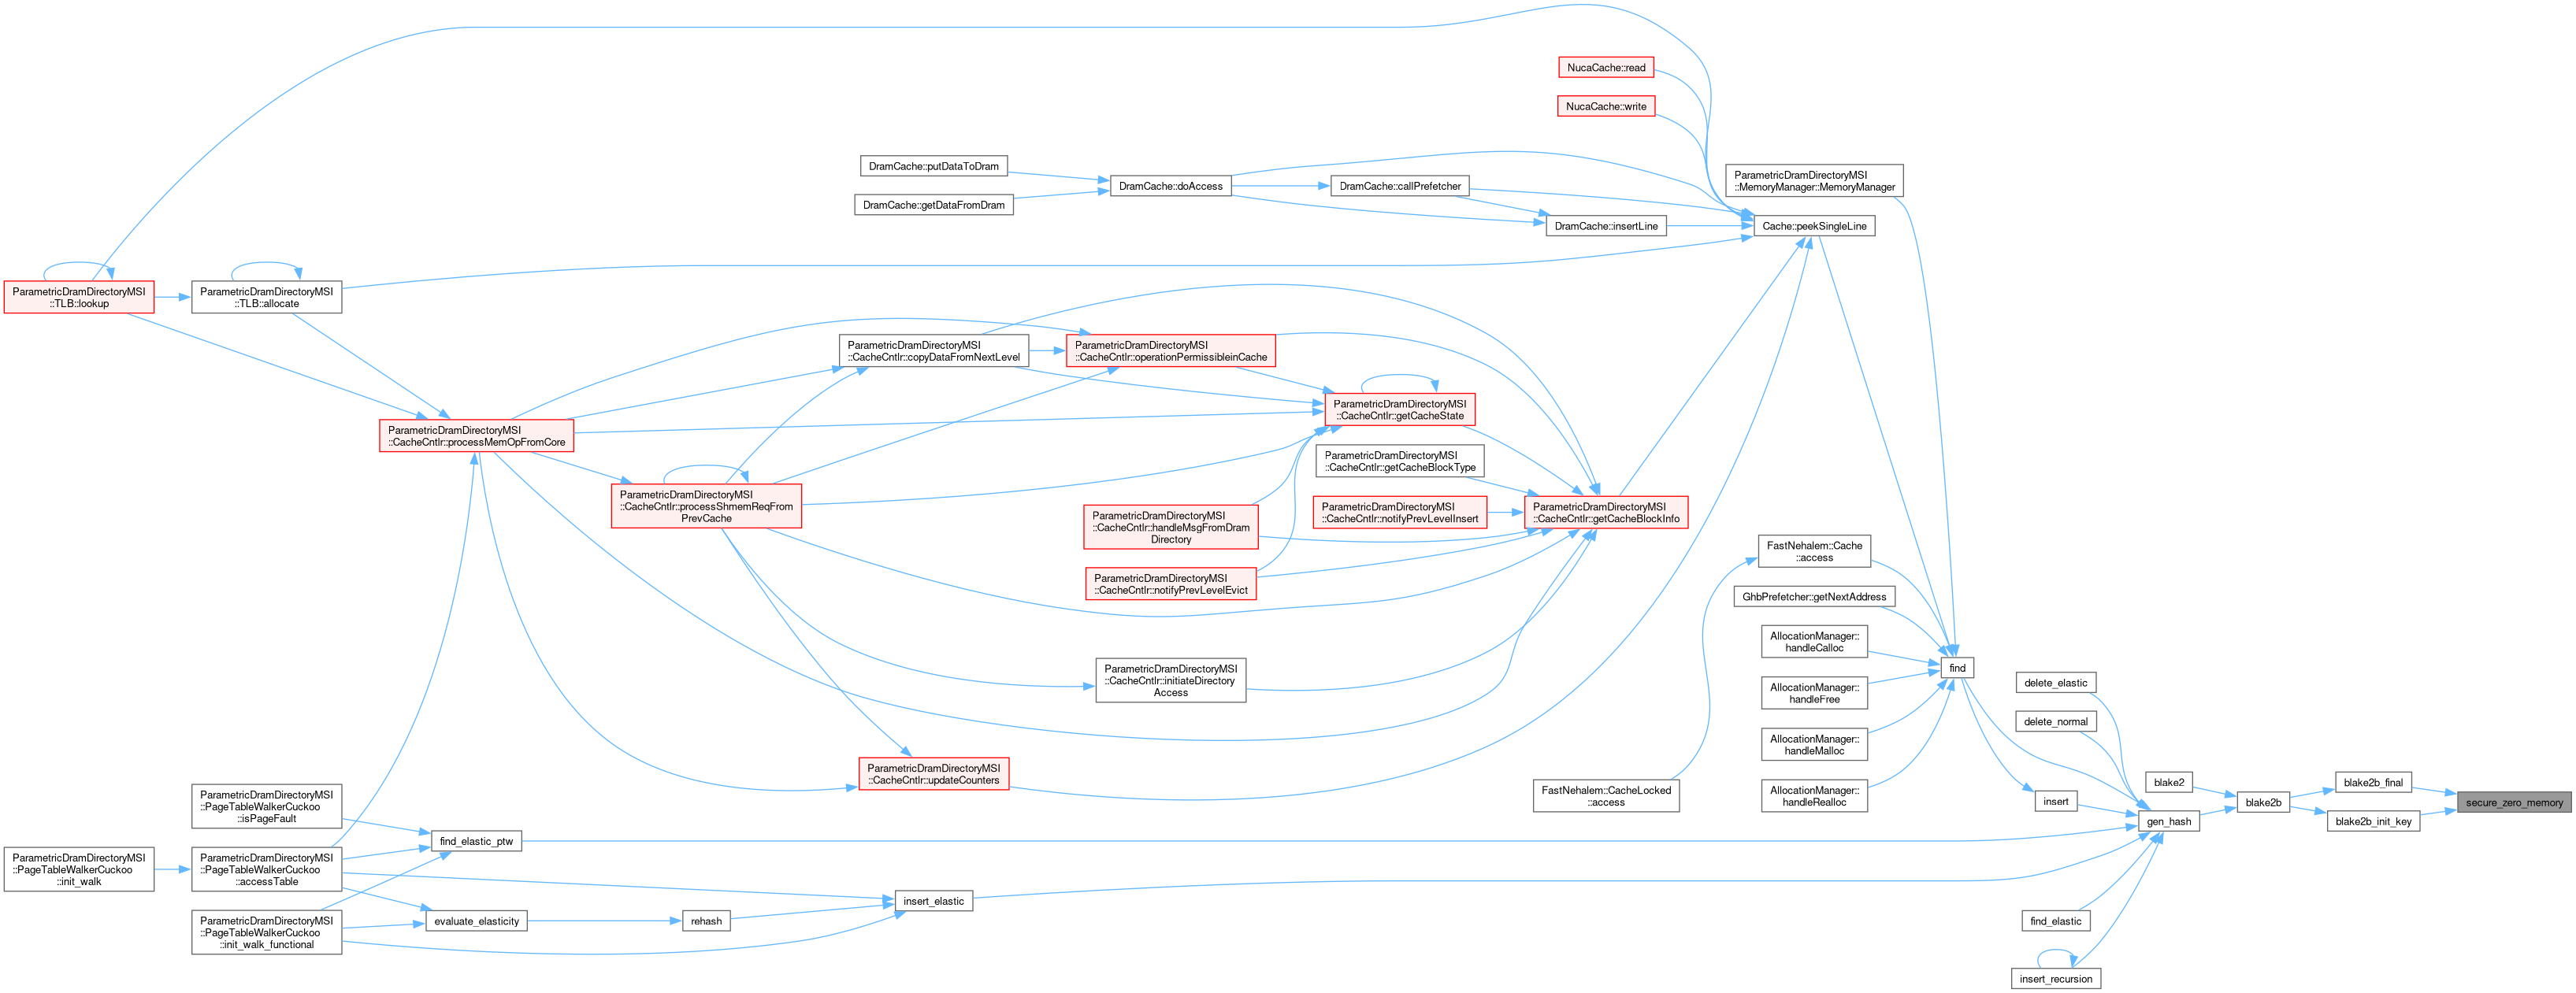 NucaCache::read
NucaCache::write
DramCache::putDataToDram
DramCache::getDataFromDram
DramCache::doAccess
DramCache::callPrefetcher
DramCache::insertLine
ParametricDramDirectoryMSI
::MemoryManager::MemoryManager
Cache::peekSingleLine
ParametricDramDirectoryMSI
::TLB::lookup
ParametricDramDirectoryMSI
::TLB::allocate
ParametricDramDirectoryMSI
::CacheCntlr::copyDataFromNextLevel
ParametricDramDirectoryMSI
::CacheCntlr::operationPermissibleinCache
ParametricDramDirectoryMSI
::CacheCntlr::getCacheState
ParametricDramDirectoryMSI
::CacheCntlr::processMemOpFromCore
ParametricDramDirectoryMSI
::CacheCntlr::getCacheBlockType
ParametricDramDirectoryMSI
::CacheCntlr::processShmemReqFrom
PrevCache
ParametricDramDirectoryMSI
::CacheCntlr::notifyPrevLevelInsert
ParametricDramDirectoryMSI
::CacheCntlr::getCacheBlockInfo
ParametricDramDirectoryMSI
::CacheCntlr::handleMsgFromDram
Directory
ParametricDramDirectoryMSI
::CacheCntlr::notifyPrevLevelEvict
FastNehalem::Cache
::access
GhbPrefetcher::getNextAddress
AllocationManager::
handleCalloc
AllocationManager::
handleFree
AllocationManager::
handleMalloc
AllocationManager::
handleRealloc
find
ParametricDramDirectoryMSI
::CacheCntlr::initiateDirectory
Access
ParametricDramDirectoryMSI
::CacheCntlr::updateCounters
FastNehalem::CacheLocked
::access
delete_elastic
delete_normal
insert
gen_hash
blake2
blake2b
blake2b_final
blake2b_init_key
secure_zero_memory
ParametricDramDirectoryMSI
::PageTableWalkerCuckoo
::isPageFault
find_elastic_ptw
ParametricDramDirectoryMSI
::PageTableWalkerCuckoo
::init_walk
ParametricDramDirectoryMSI
::PageTableWalkerCuckoo
::accessTable
ParametricDramDirectoryMSI
::PageTableWalkerCuckoo
::init_walk_functional
evaluate_elasticity
rehash
insert_elastic
find_elastic
insert_recursion